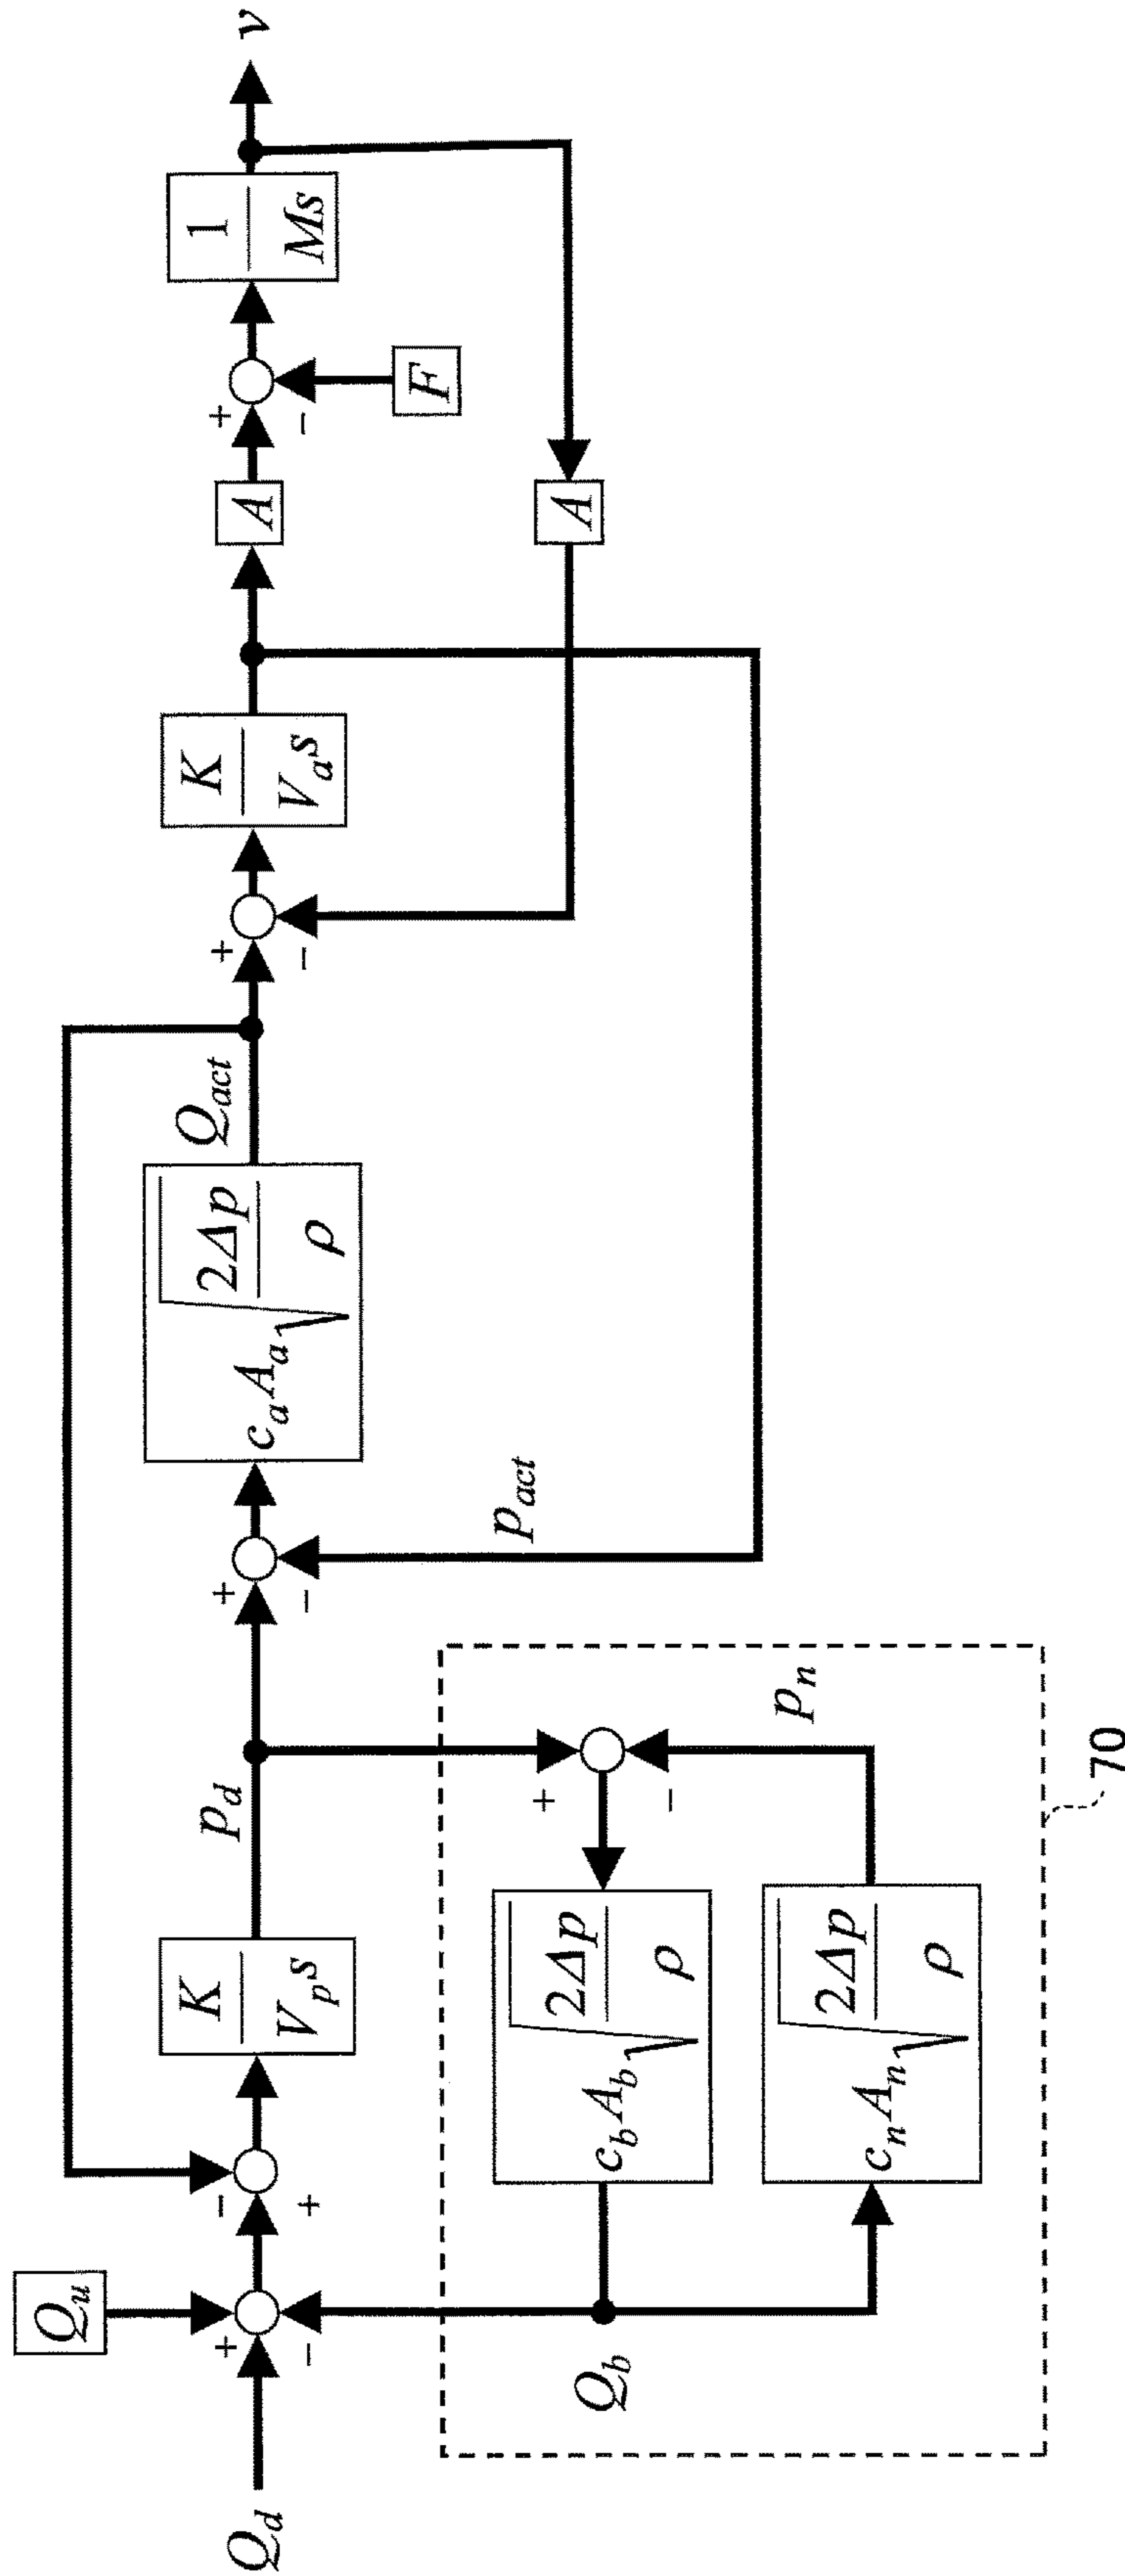 Q_u
Q_d
+
−
−
+
K
V_p s
p_d
+
−
c_a A_a √ 2Δp
ρ
Q_act
+
−
K
V_a s
A
+
−
F
1
Ms
v
A
p_act
Q_b
c_b A_b √ 2Δp
ρ
+
−
c_n A_n √ 2Δp
ρ
p_n
70